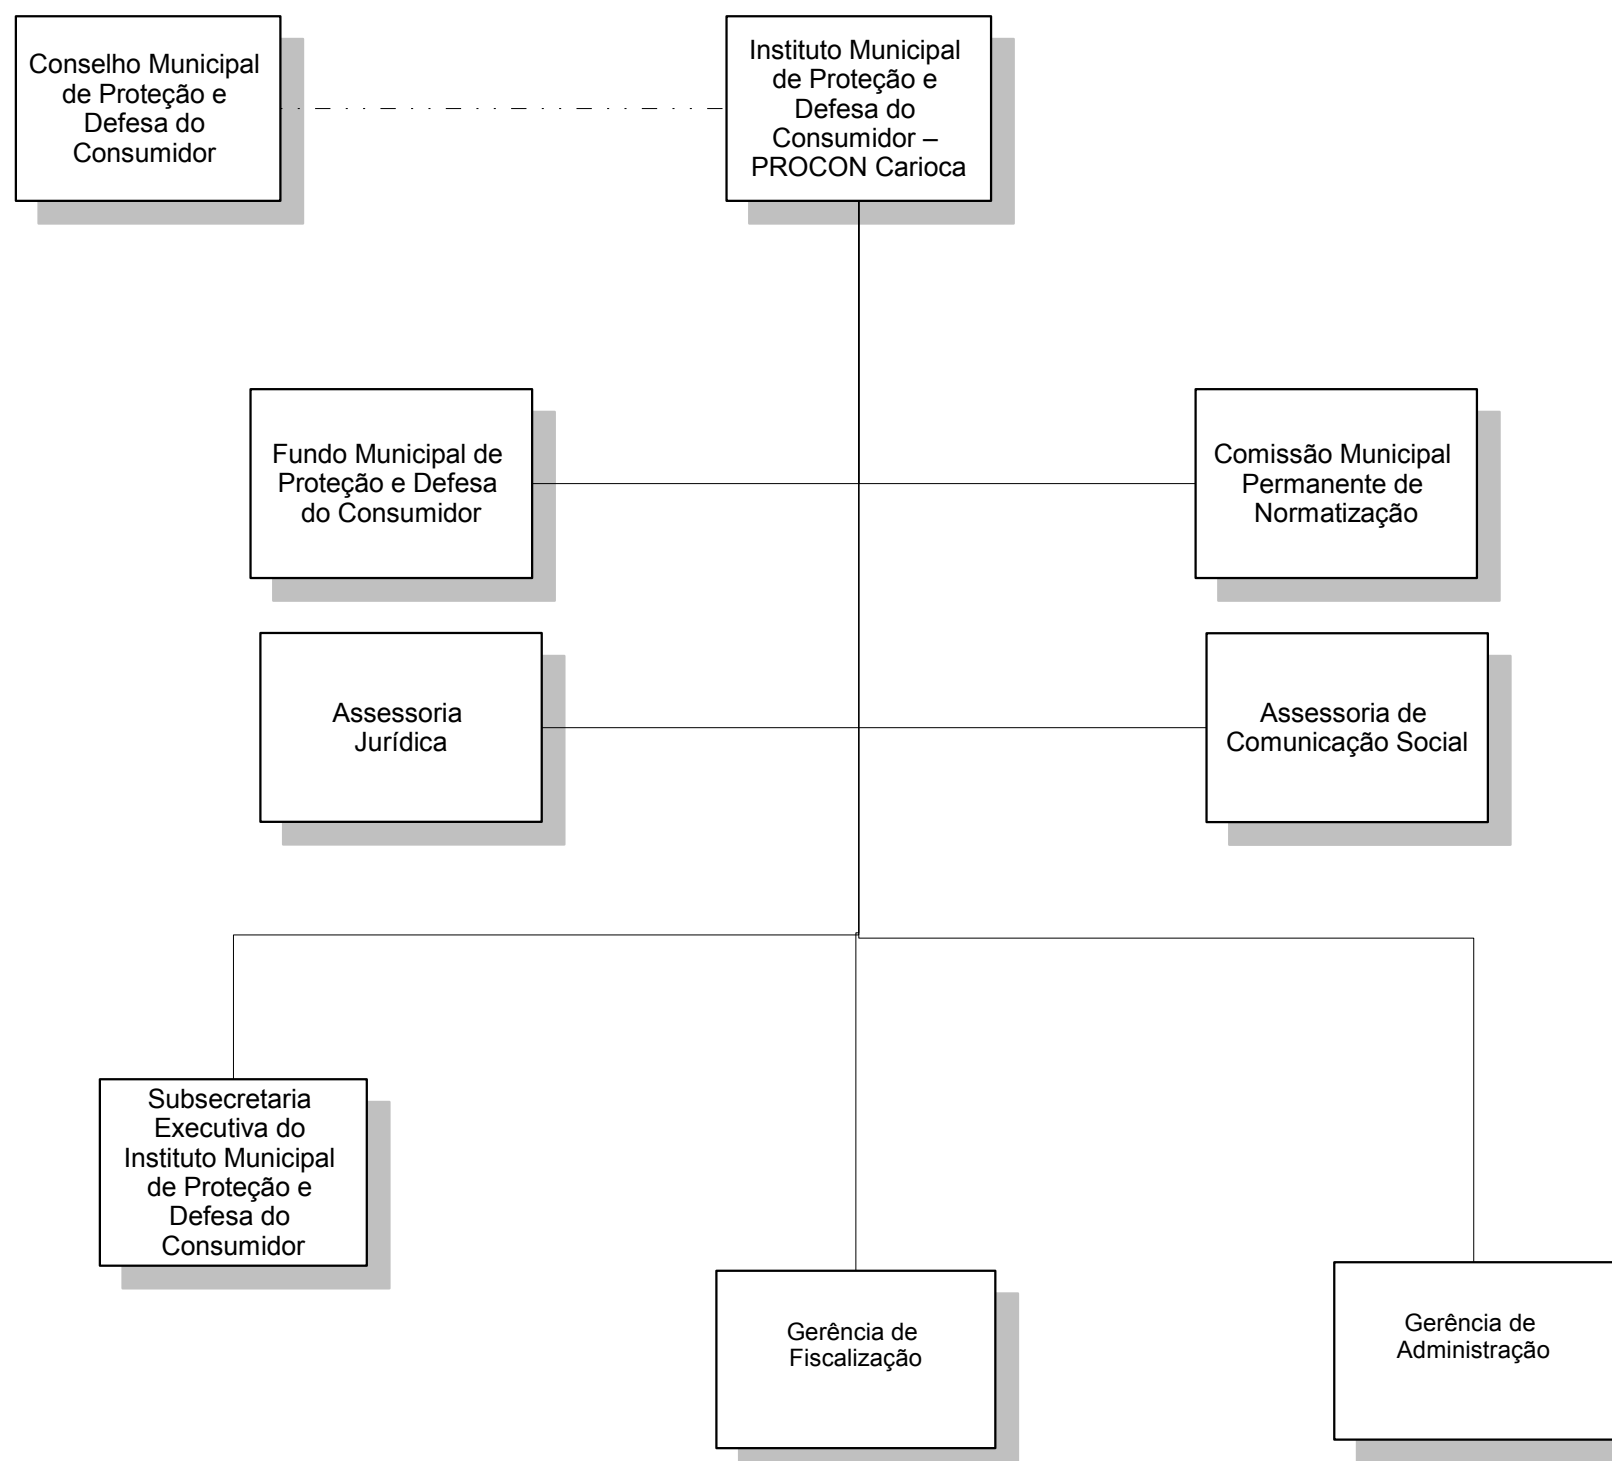 Conselho Municipal
de Proteção e
Defesa do
Consumidor
Instituto Municipal
de Proteção e
Defesa do
Consumidor –
PROCON Carioca
Fundo Municipal de
Proteção e Defesa
do Consumidor
Comissão Municipal
Permanente de
Normatização
Assessoria
Jurídica
Assessoria de
Comunicação Social
Subsecretaria
Executiva do
Instituto Municipal
de Proteção e
Defesa do
Consumidor
Gerência de
Fiscalização
Gerência de
Administração